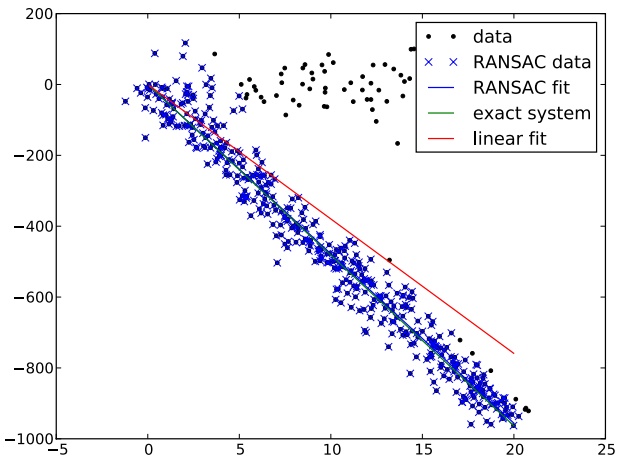 200
0
−200
−400
−600
−800
−1000
−5
0
5
10
15
20
25
data
RANSAC data
RANSAC fit
exact system
linear fit